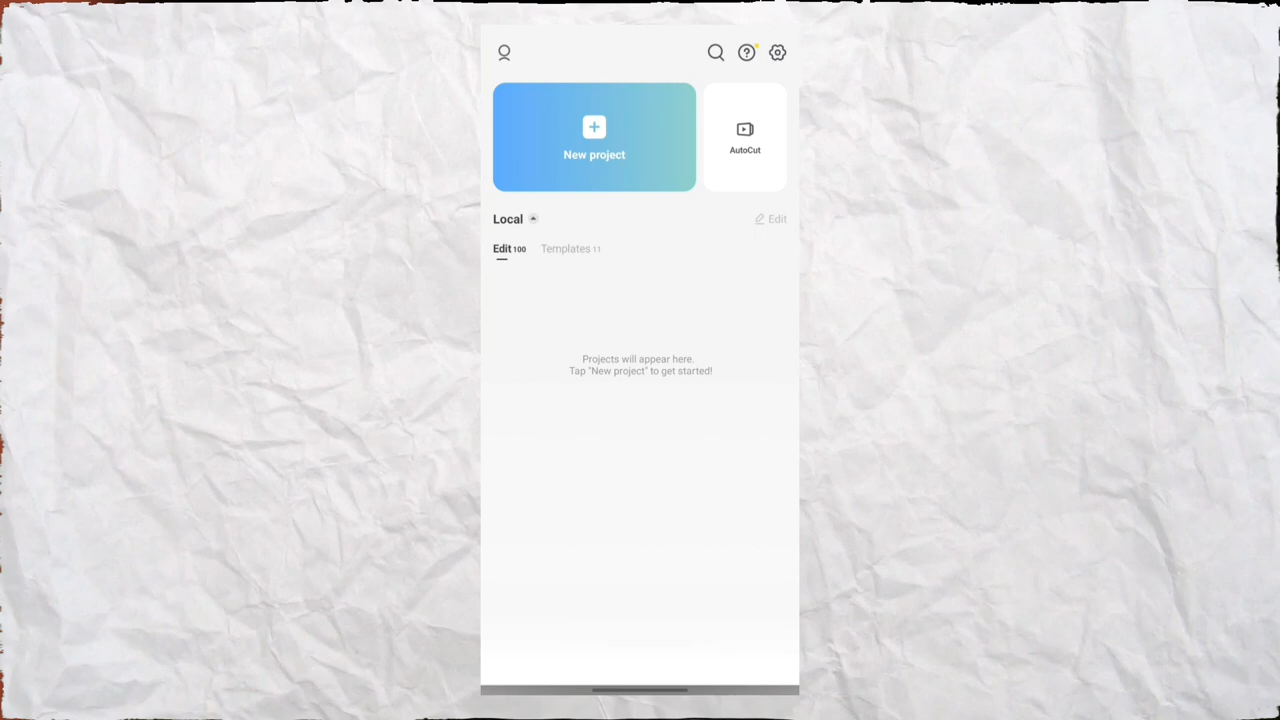 New project
AutoCut
Local
Edit
Edit 100
Templates 11
Projects will appear here.
Tap "New project" to get started!